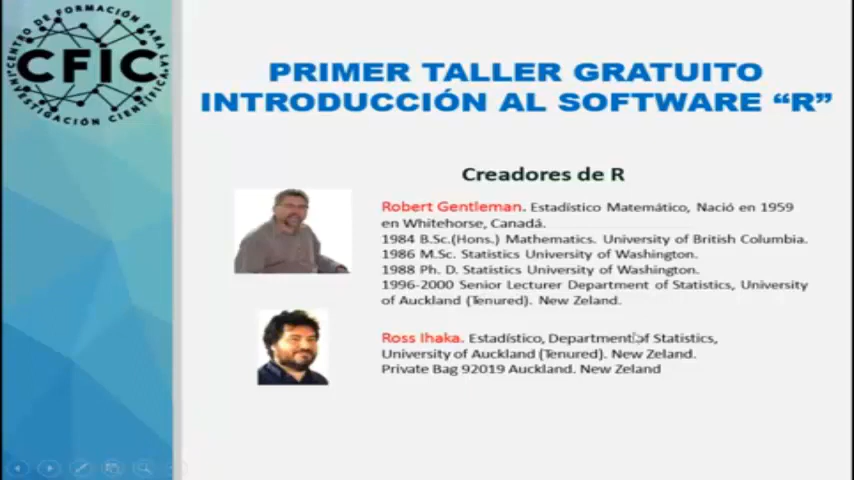 CENTRO DE FORMACIÓN PARA LA
CFIC
INVESTIGACIÓN CIENTÍFICA
PRIMER TALLER GRATUITO
INTRODUCCIÓN AL SOFTWARE “R”
Creadores de R
Robert Gentleman. Estadístico Matemático, Nació en 1959
en Whitehorse, Canadá.
1984 B.Sc.(Hons.) Mathematics. University of British Columbia.
1986 M.Sc. Statistics University of Washington.
1988 Ph. D. Statistics University of Washington.
1996-2000 Senior Lecturer Department of Statistics, University
of Auckland (Tenured). New Zeland.
Ross Ihaka. Estadístico, Department of Statistics,
University of Auckland (Tenured). New Zeland.
Private Bag 92019 Auckland. New Zeland